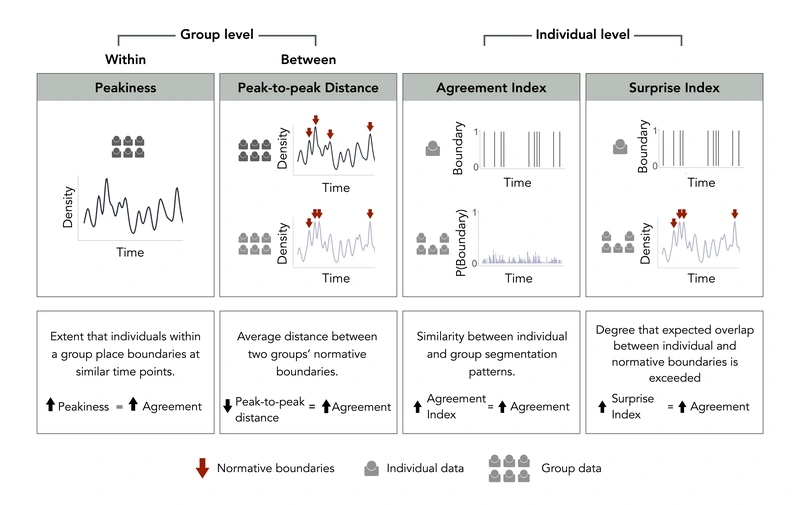 Group level
Individual level
Within
Between
Peakiness
Peak-to-peak Distance
Agreement Index
Surprise Index
Density
Time
Density
Time
Density
Time
Boundary
1
0
Time
P(Boundary)
1
0
Time
Boundary
1
0
Time
Density
Time
Extent that individuals within
a group place boundaries at
similar time points.
Peakiness = Agreement
Average distance between
two groups' normative
boundaries.
Peak-to-peak
distance = Agreement
Similarity between individual
and group segmentation
patterns.
Agreement
Index = Agreement
Degree that expected overlap
between individual and
normative boundaries is
exceeded
Surprise
Index = Agreement
Normative boundaries
Individual data
Group data